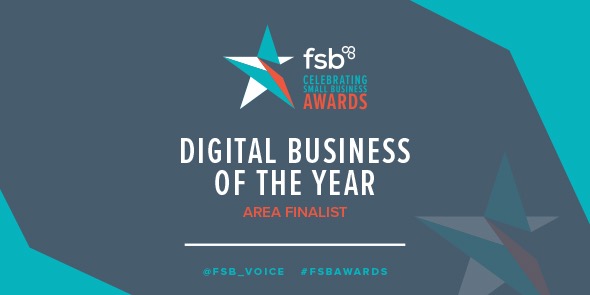 fsb
CELEBRATING
SMALL BUSINESS
AWARDS
DIGITAL BUSINESS
OF THE YEAR
AREA FINALIST
@FSB_VOICE #FSBAWARDS